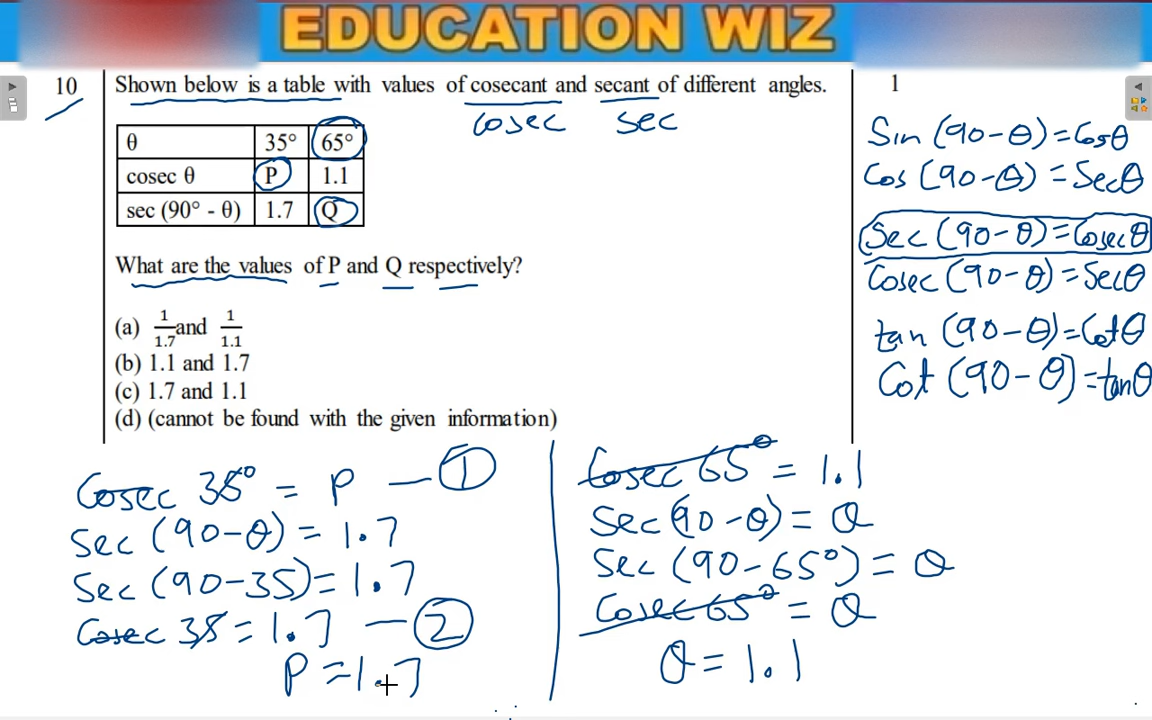 EDUCATION WIZ
10 Shown below is a table with values of cosecant and secant of different angles. 1
cosec sec
θ 35° 65°
cosec θ P 1.1
sec (90° - θ) 1.7 Q
What are the values of P and Q respectively?
(a) 1/1.7 and 1/1.1
(b) 1.1 and 1.7
(c) 1.7 and 1.1
(d) (cannot be found with the given information)
Sin (90-θ)=Cosθ
Cos (90-θ)=Secθ
Sec (90-θ)=Cosecθ
Cosec (90-θ)=Secθ
tan (90-θ)=Cotθ
Cot (90-θ)=tanθ
Cosec 35° = P — 1
Sec (90-θ) = 1.7
Sec (90-35) = 1.7
Cosec 35 = 1.7 — 2
P = 1.7
Cosec 65° = 1.1
Sec (90-θ) = Q
Sec (90-65°) = Q
Cosec 65° = Q
Q = 1.1